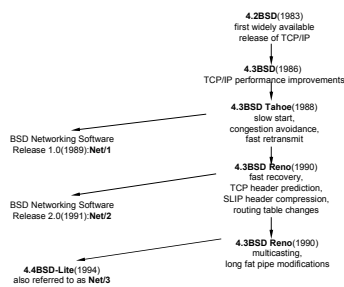 4.2BSD(1983)
first widely available
release of TCP/IP
4.3BSD(1986)
TCP/IP performance improvements
4.3BSD Tahoe(1988)
slow start,
congestion avoidance,
fast retransmit
BSD Networking Software
Release 1.0(1989):Net/1
4.3BSD Reno(1990)
fast recovery,
TCP header prediction,
SLIP header compression,
routing table changes
BSD Networking Software
Release 2.0(1991):Net/2
4.3BSD Reno(1990)
multicasting,
long fat pipe modifications
4.4BSD-Lite(1994)
also referred to as Net/3